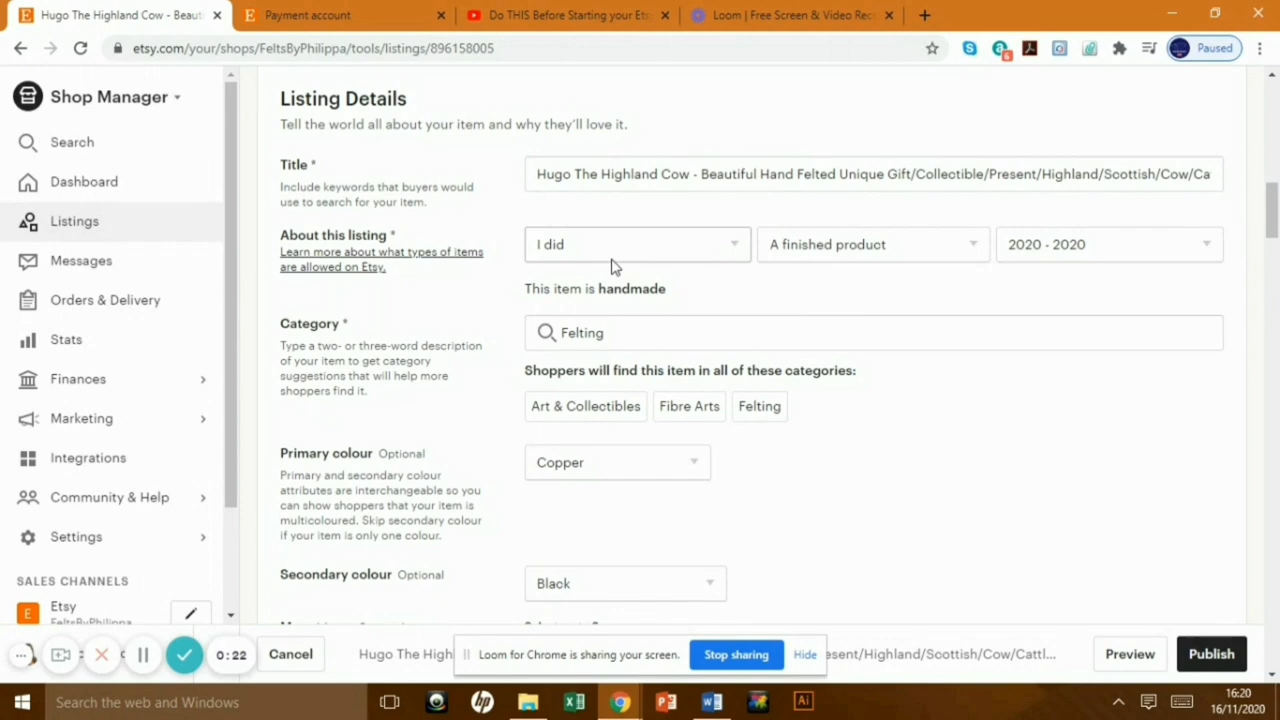 Hugo The Highland Cow - Beaut
Payment account
Do THIS Before Starting your Ets
Loom | Free Screen & Video Rec
etsy.com/your/shops/FeltsByPhilippa/tools/listings/896158005
6
Paused
Shop Manager
Search
Dashboard
Listings
Messages
Orders & Delivery
Stats
Finances
Marketing
Integrations
Community & Help
Settings
SALES CHANNELS
Etsy
FeltsByPhilippa
Listing Details
Tell the world all about your item and why they'll love it.
Title *
Include keywords that buyers would
use to search for your item.
Hugo The Highland Cow - Beautiful Hand Felted Unique Gift/Collectible/Present/Highland/Scottish/Cow/Ca
About this listing *
Learn more about what types of items
are allowed on Etsy.
I did
A finished product
2020 - 2020
This item is handmade
Category *
Type a two- or three-word description
of your item to get category
suggestions that will help more
shoppers find it.
Felting
Shoppers will find this item in all of these categories:
Art & Collectibles
Fibre Arts
Felting
Primary colour Optional
Primary and secondary colour
attributes are interchangeable so you
can show shoppers that your item is
multicoloured. Skip secondary colour
if your item is only one colour.
Copper
Secondary colour Optional
Black
0:22
Cancel
Hugo The High
Loom for Chrome is sharing your screen.
Stop sharing
Hide
esent/Highland/Scottish/Cow/Cattl...
Preview
Publish
Search the web and Windows
16:20
16/11/2020